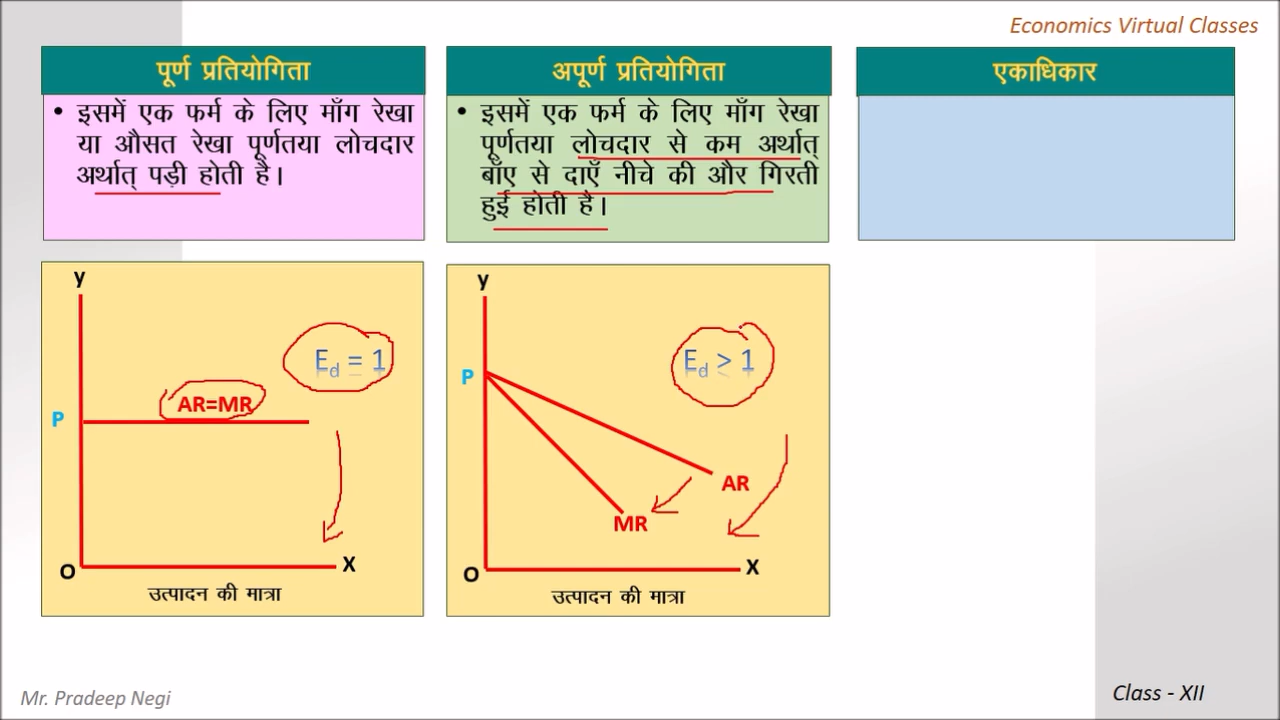 Economics Virtual Classes
पूर्ण प्रतियोगिता
• इसमें एक फर्म के लिए माँग रेखा
या औसत रेखा पूर्णतया लोचदार
अर्थात् पड़ी होती है।
अपूर्ण प्रतियोगिता
• इसमें एक फर्म के लिए माँग रेखा
पूर्णतया लोचदार से कम अर्थात्
बाँए से दाएँ नीचे की और गिरती
हुई होती है।
एकाधिकार
y
Ed = 1
AR=MR
P
O
X
उत्पादन की मात्रा
y
Ed > 1
P
AR
MR
O
X
उत्पादन की मात्रा
Mr. Pradeep Negi
Class - XII